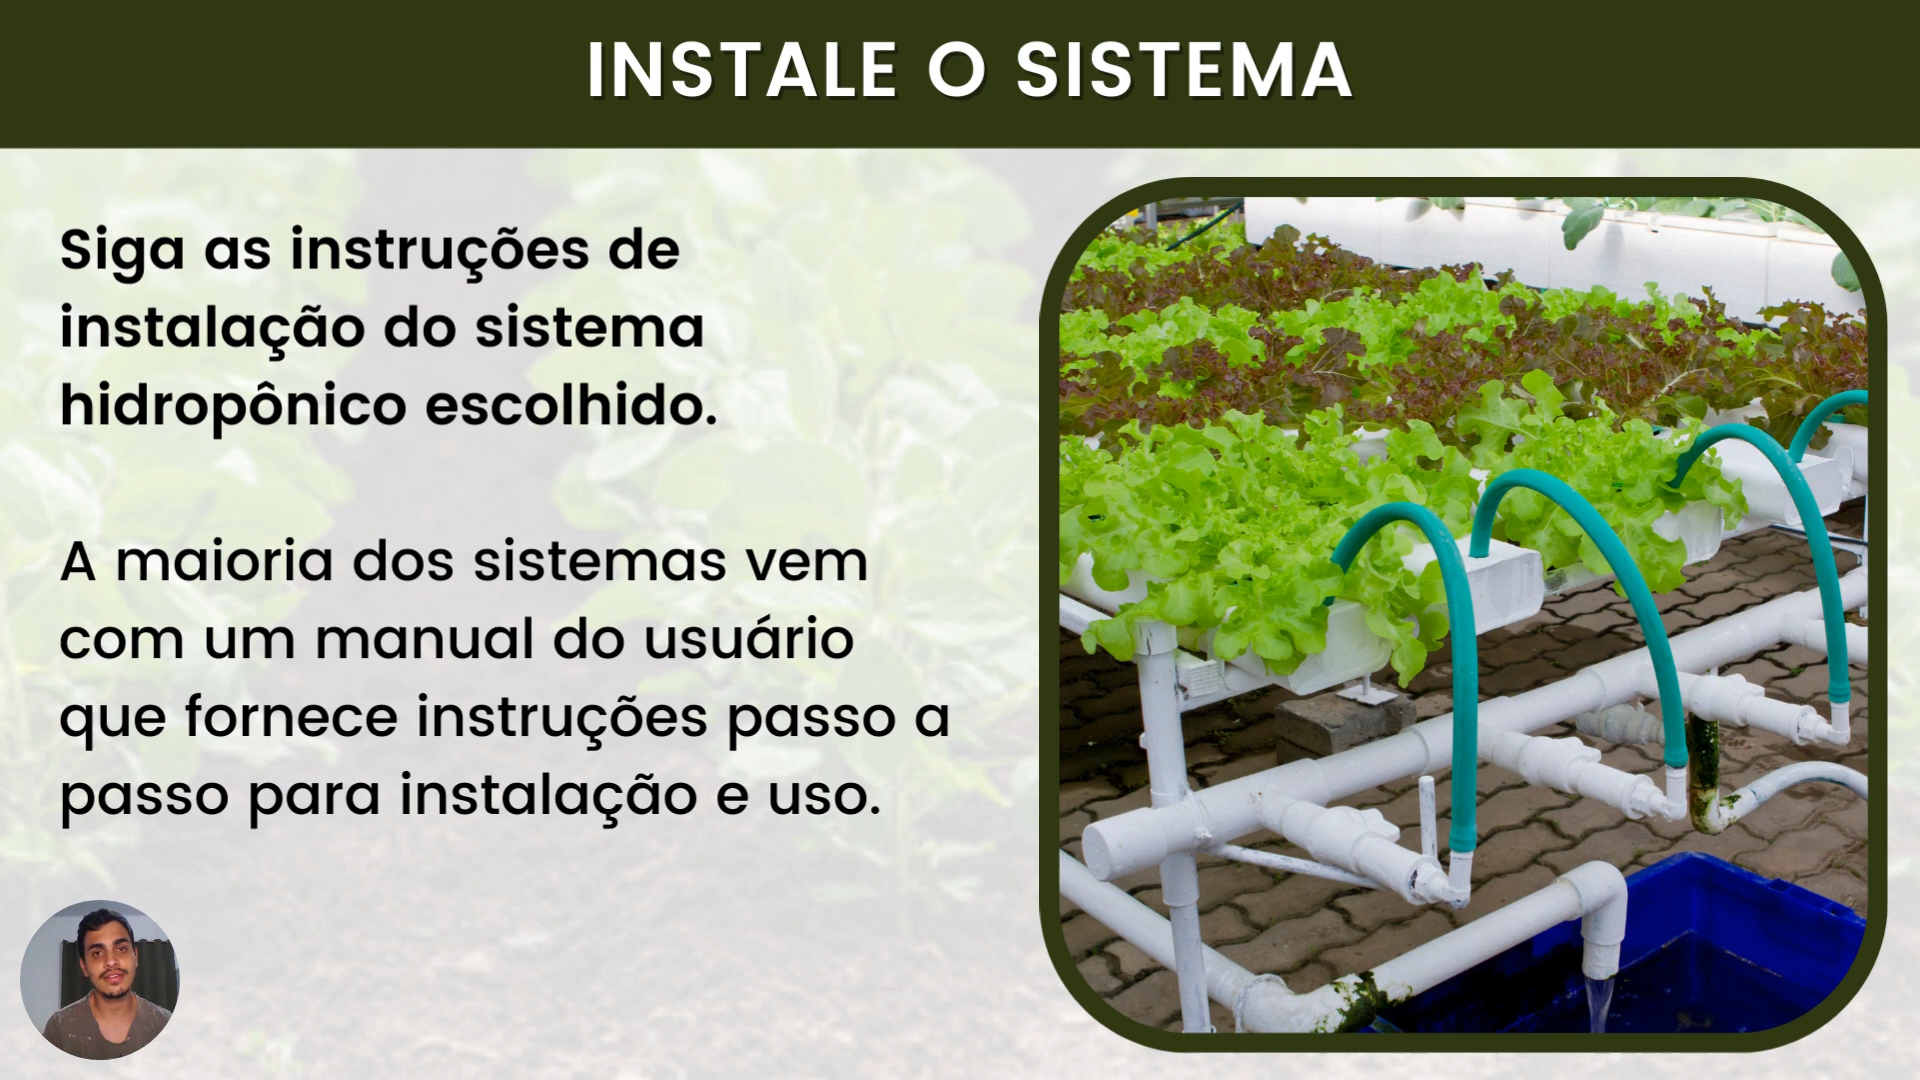 INSTALE O SISTEMA
Siga as instruções de
instalação do sistema
hidropônico escolhido.
A maioria dos sistemas vem
com um manual do usuário
que fornece instruções passo a
passo para instalação e uso.